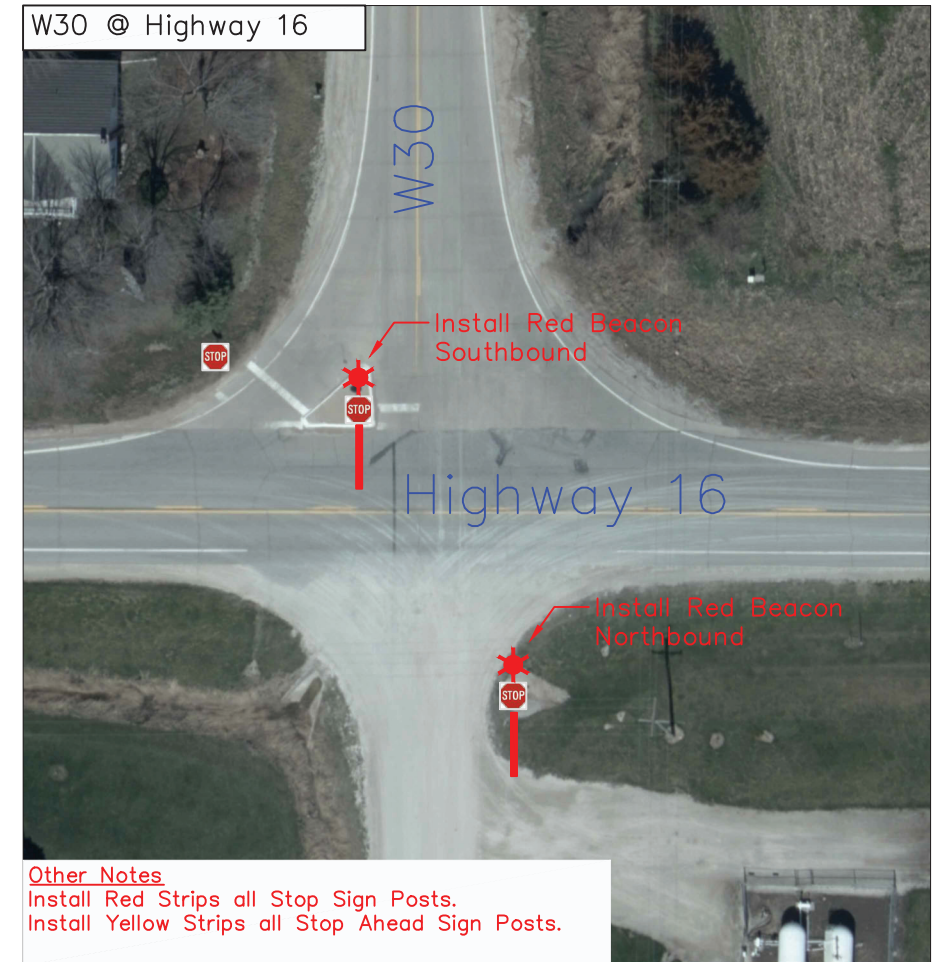 W30 @ Highway 16
W30
Install Red Beacon
Southbound
STOP
STOP
Highway 16
Install Red Beacon
Northbound
STOP
Other Notes
Install Red Strips all Stop Sign Posts.
Install Yellow Strips all Stop Ahead Sign Posts.